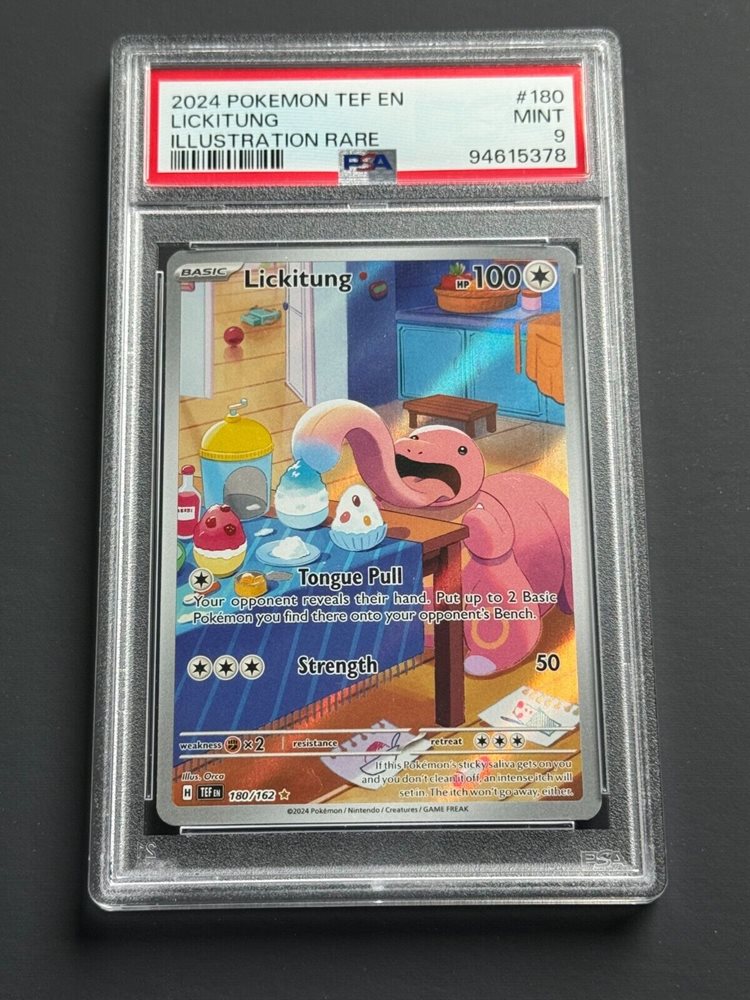 2024 POKEMON TEF EN #180
LICKITUNG MINT
ILLUSTRATION RARE 9
PSA 94615378
BASIC Lickitung HP 100
Tongue Pull
Your opponent reveals their hand. Put up to 2 Basic
Pokémon you find there onto your opponent's Bench.
Strength 50
weakness ×2 resistance retreat
If this Pokémon's sticky saliva gets on you
and you don't clean it off, an intense itch will
set in. The itch won't go away, either.
Illus. Orca
H TEF EN 180/162
©2024 Pokémon / Nintendo / Creatures / GAME FREAK
PSA